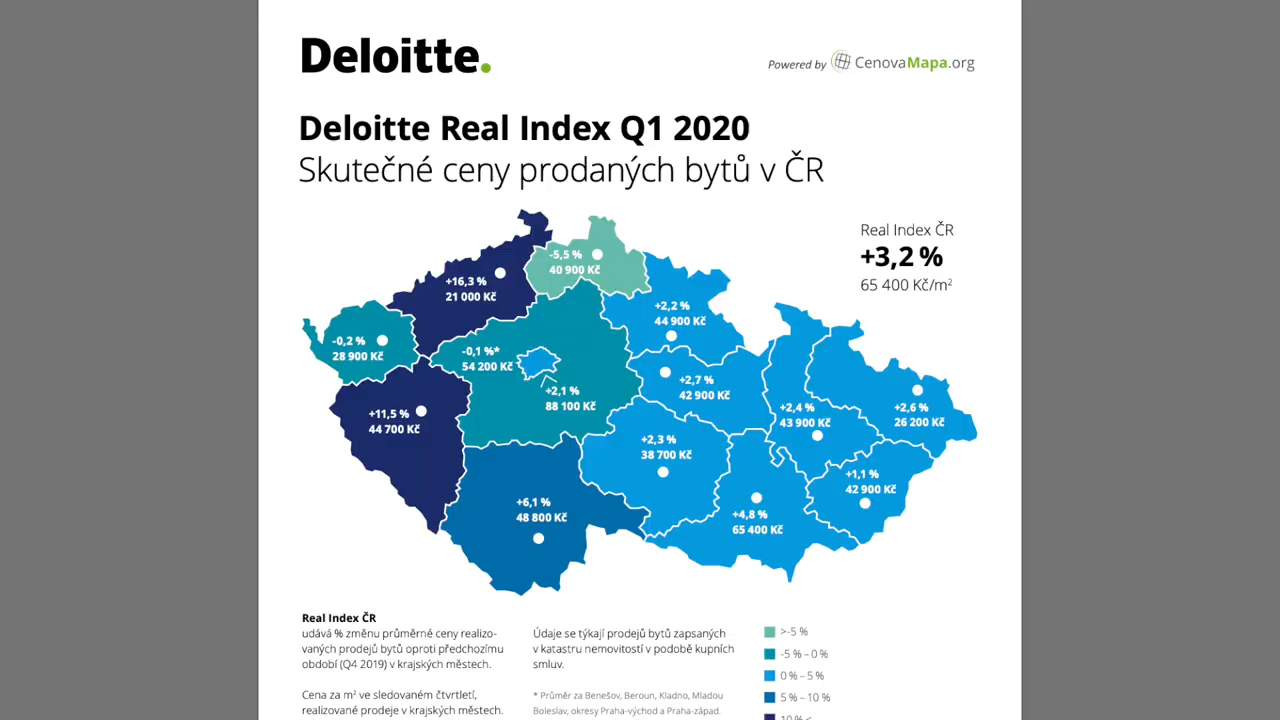 Deloitte.
Powered by CenovaMapa.org
Deloitte Real Index Q1 2020
Skutečné ceny prodaných bytů v ČR
Real Index ČR
+3,2 %
65 400 Kč/m²
-5,5 %
40 900 Kč
+16,3 %
21 000 Kč
+2,2 %
44 900 Kč
-0,2 %
28 900 Kč
-0,1 %*
54 200 Kč
+2,1 %
88 100 Kč
+2,7 %
42 900 Kč
+11,5 %
44 700 Kč
+2,4 %
43 900 Kč
+2,6 %
26 200 Kč
+2,3 %
38 700 Kč
+1,1 %
42 900 Kč
+6,1 %
48 800 Kč
+4,8 %
65 400 Kč
Real Index ČR
udává % změnu průměrné ceny realizo-
vaných prodejů bytů oproti předchozímu
období (Q4 2019) v krajských městech.
Cena za m² ve sledovaném čtvrtletí,
realizované prodeje v krajských městech.
Údaje se týkají prodejů bytů zapsaných
v katastru nemovitostí v podobě kupních
smluv.
* Průměr za Benešov, Beroun, Kladno, Mladou
Boleslav, okresy Praha-východ a Praha-západ.
>-5 %
-5 % – 0 %
0 % – 5 %
5 % – 10 %
10 % <